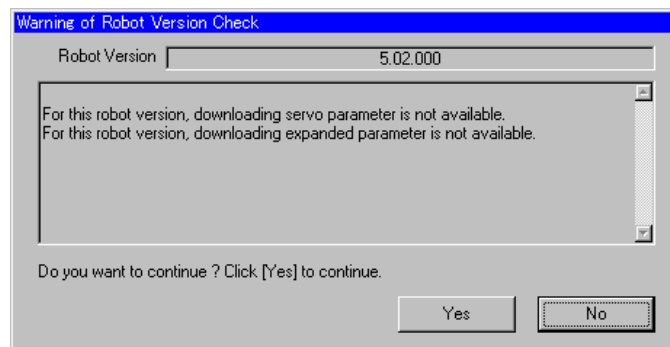 Warning of Robot Version Check
Robot Version 5.02.000
For this robot version, downloading servo parameter is not available.
For this robot version, downloading expanded parameter is not available.
Do you want to continue ? Click [Yes] to continue.
Yes No